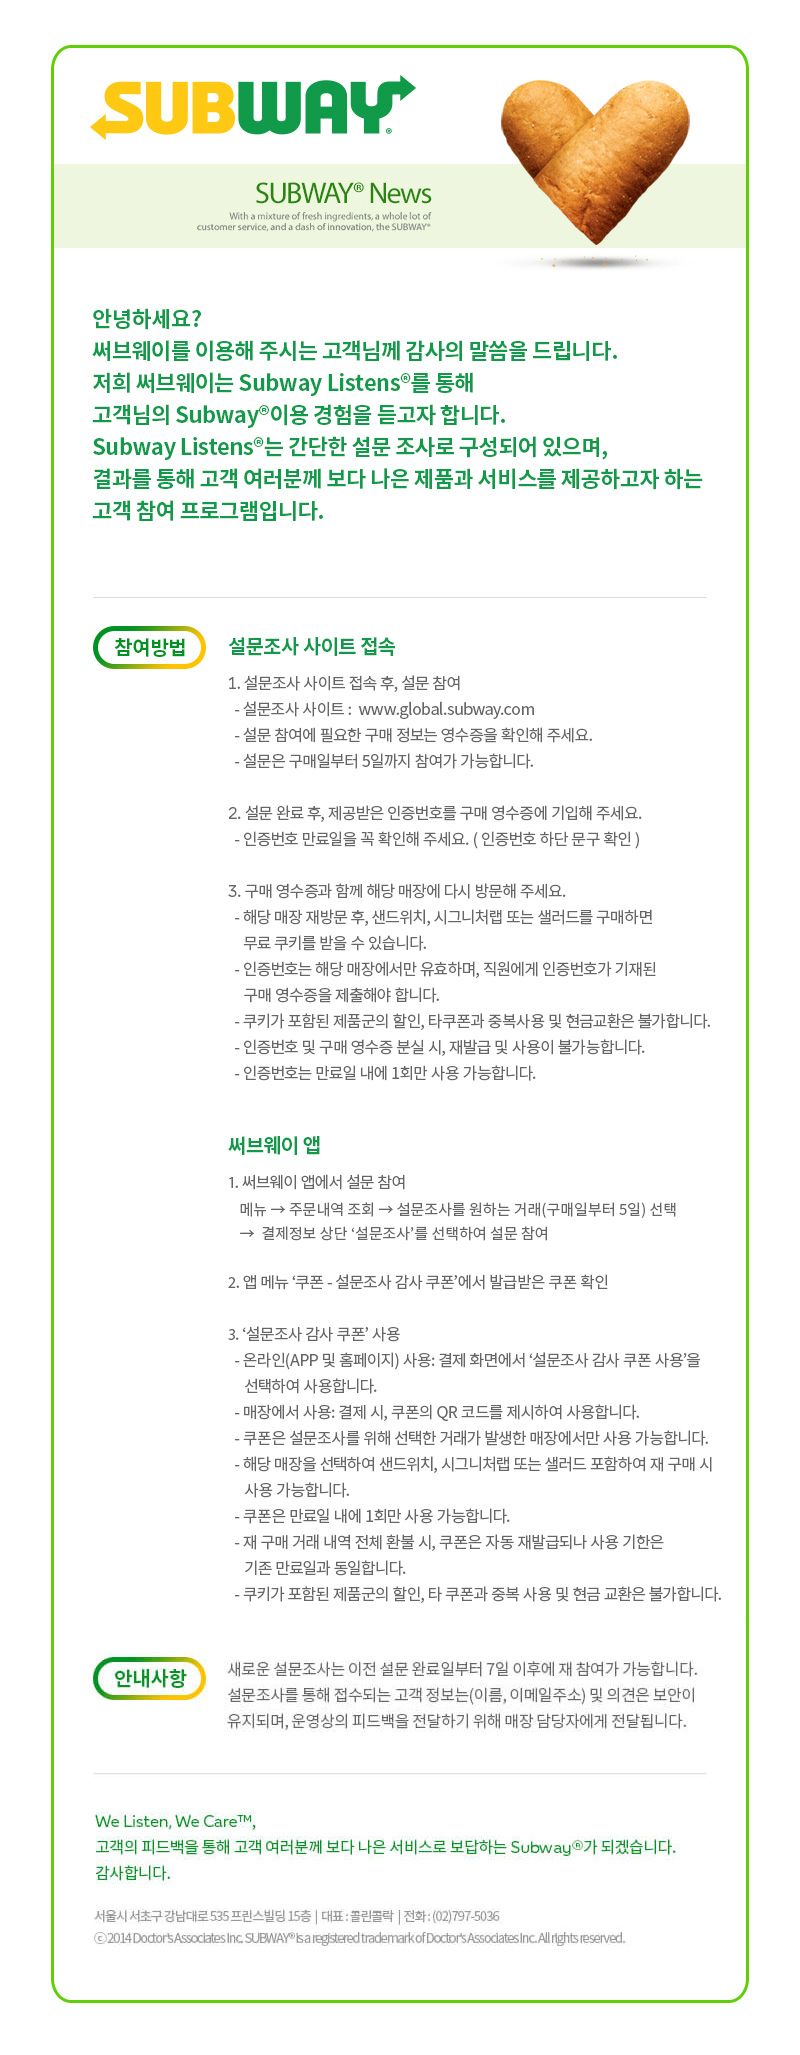 SUBWAY®
SUBWAY® News
With a mixture of fresh ingredients, a whole lot of
customer service, and a dash of innovation, the SUBWAY®
안녕하세요?
써브웨이를 이용해 주시는 고객님께 감사의 말씀을 드립니다.
저희 써브웨이는 Subway Listens®를 통해
고객님의 Subway®이용 경험을 듣고자 합니다.
Subway Listens®는 간단한 설문 조사로 구성되어 있으며,
결과를 통해 고객 여러분께 보다 나은 제품과 서비스를 제공하고자 하는
고객 참여 프로그램입니다.
참여방법
설문조사 사이트 접속
1. 설문조사 사이트 접속 후, 설문 참여
- 설문조사 사이트 : www.global.subway.com
- 설문 참여에 필요한 구매 정보는 영수증을 확인해 주세요.
- 설문은 구매일부터 5일까지 참여가 가능합니다.
2. 설문 완료 후, 제공받은 인증번호를 구매 영수증에 기입해 주세요.
- 인증번호 만료일을 꼭 확인해 주세요. ( 인증번호 하단 문구 확인 )
3. 구매 영수증과 함께 해당 매장에 다시 방문해 주세요.
- 해당 매장 재방문 후, 샌드위치, 시그니처랩 또는 샐러드를 구매하면
무료 쿠키를 받을 수 있습니다.
- 인증번호는 해당 매장에서만 유효하며, 직원에게 인증번호가 기재된
구매 영수증을 제출해야 합니다.
- 쿠키가 포함된 제품군의 할인, 타쿠폰과 중복사용 및 현금교환은 불가합니다.
- 인증번호 및 구매 영수증 분실 시, 재발급 및 사용이 불가능합니다.
- 인증번호는 만료일 내에 1회만 사용 가능합니다.
써브웨이 앱
1. 써브웨이 앱에서 설문 참여
메뉴 → 주문내역 조회 → 설문조사를 원하는 거래(구매일부터 5일) 선택
→ 결제정보 상단 ‘설문조사’를 선택하여 설문 참여
2. 앱 메뉴 ‘쿠폰 - 설문조사 감사 쿠폰’에서 발급받은 쿠폰 확인
3. ‘설문조사 감사 쿠폰’ 사용
- 온라인(APP 및 홈페이지) 사용: 결제 화면에서 ‘설문조사 감사 쿠폰 사용’을
선택하여 사용합니다.
- 매장에서 사용: 결제 시, 쿠폰의 QR 코드를 제시하여 사용합니다.
- 쿠폰은 설문조사를 위해 선택한 거래가 발생한 매장에서만 사용 가능합니다.
- 해당 매장을 선택하여 샌드위치, 시그니처랩 또는 샐러드 포함하여 재 구매 시
사용 가능합니다.
- 쿠폰은 만료일 내에 1회만 사용 가능합니다.
- 재 구매 거래 내역 전체 환불 시, 쿠폰은 자동 재발급되나 사용 기한은
기존 만료일과 동일합니다.
- 쿠키가 포함된 제품군의 할인, 타 쿠폰과 중복 사용 및 현금 교환은 불가합니다.
안내사항
새로운 설문조사는 이전 설문 완료일부터 7일 이후에 재 참여가 가능합니다.
설문조사를 통해 접수되는 고객 정보는(이름, 이메일주소) 및 의견은 보안이
유지되며, 운영상의 피드백을 전달하기 위해 매장 담당자에게 전달됩니다.
We Listen, We Care™,
고객의 피드백을 통해 고객 여러분께 보다 나은 서비스로 보답하는 Subway®가 되겠습니다.
감사합니다.
서울시 서초구 강남대로 535 프린스빌딩 15층 | 대표 : 콜린클락 | 전화 : (02)797-5036
ⓒ2014 Doctor's Associates Inc. SUBWAY® is a registered trademark of Doctor's Associates Inc. All rights reserved.